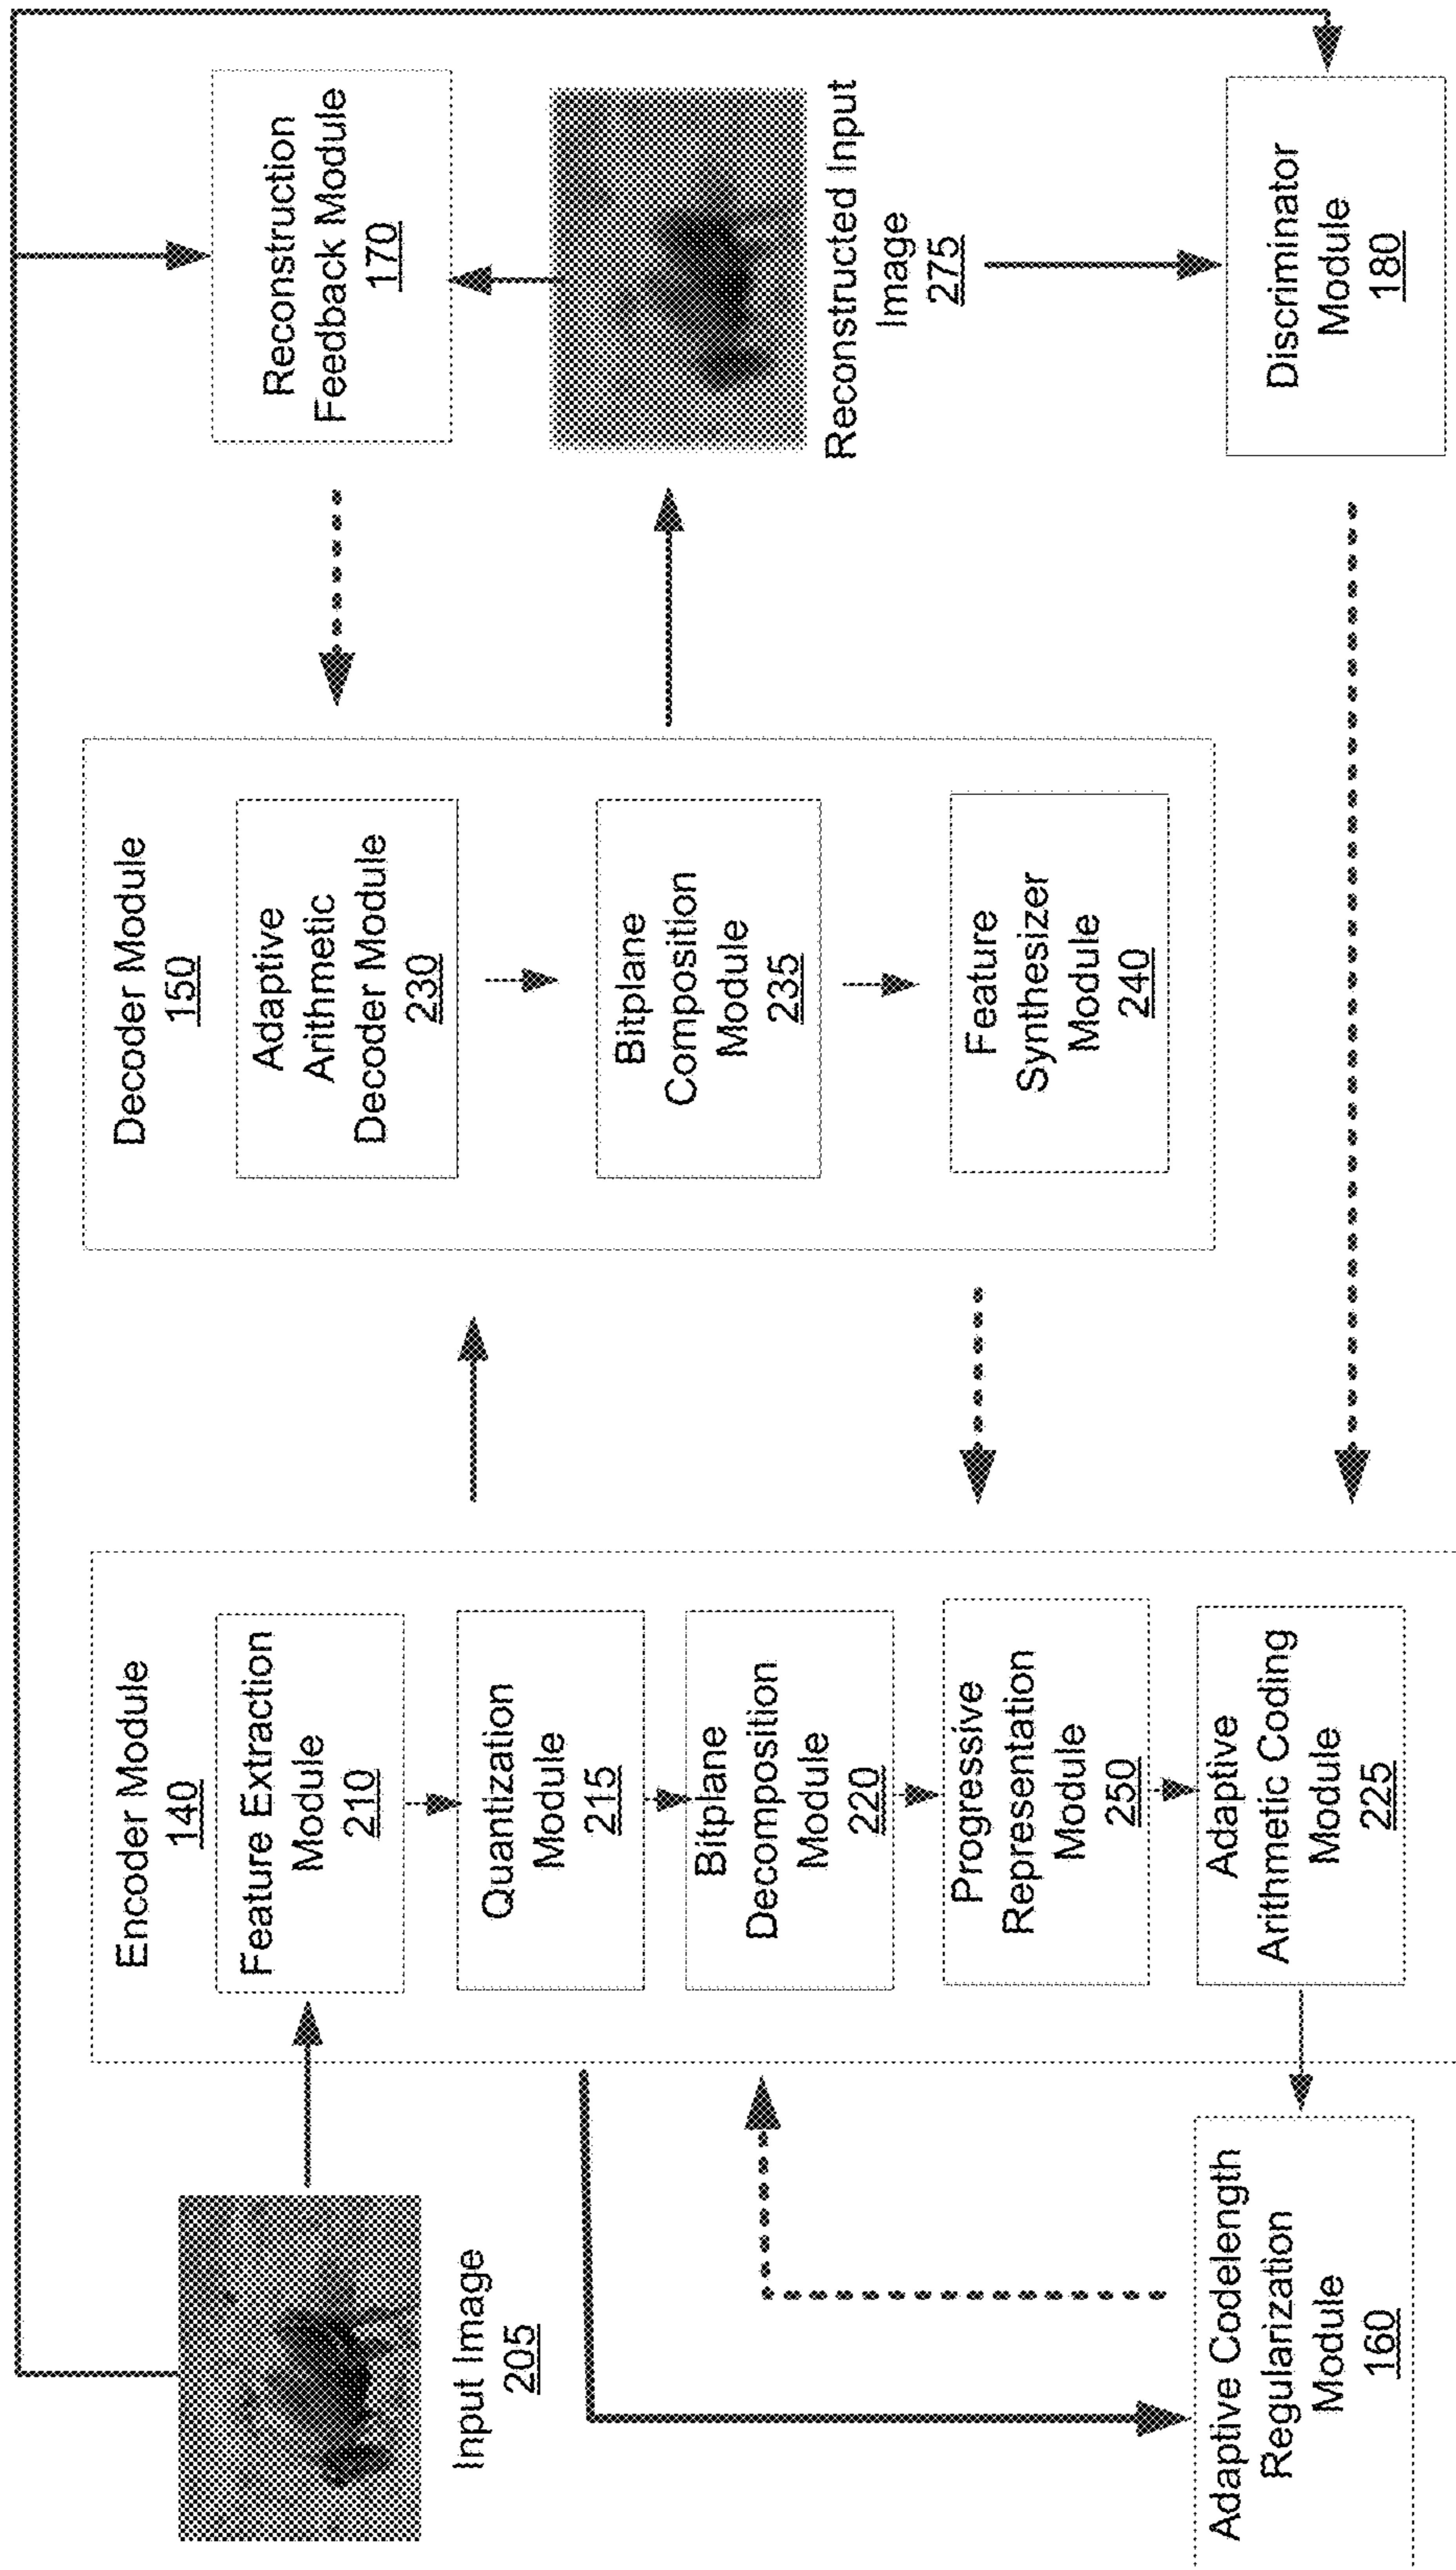 Input Image
205
Encoder Module
140
Feature Extraction
Module
210
Quantization
Module
215
Bitplane
Decomposition
Module
220
Progressive
Representation
Module
250
Adaptive
Arithmetic Coding
Module
225
Adaptive Codelength
Regularization
Module
160
Decoder Module
150
Adaptive
Arithmetic
Decoder Module
230
Bitplane
Composition
Module
235
Feature
Synthesizer
Module
240
Reconstruction
Feedback Module
170
Reconstructed Input
Image
275
Discriminator
Module
180